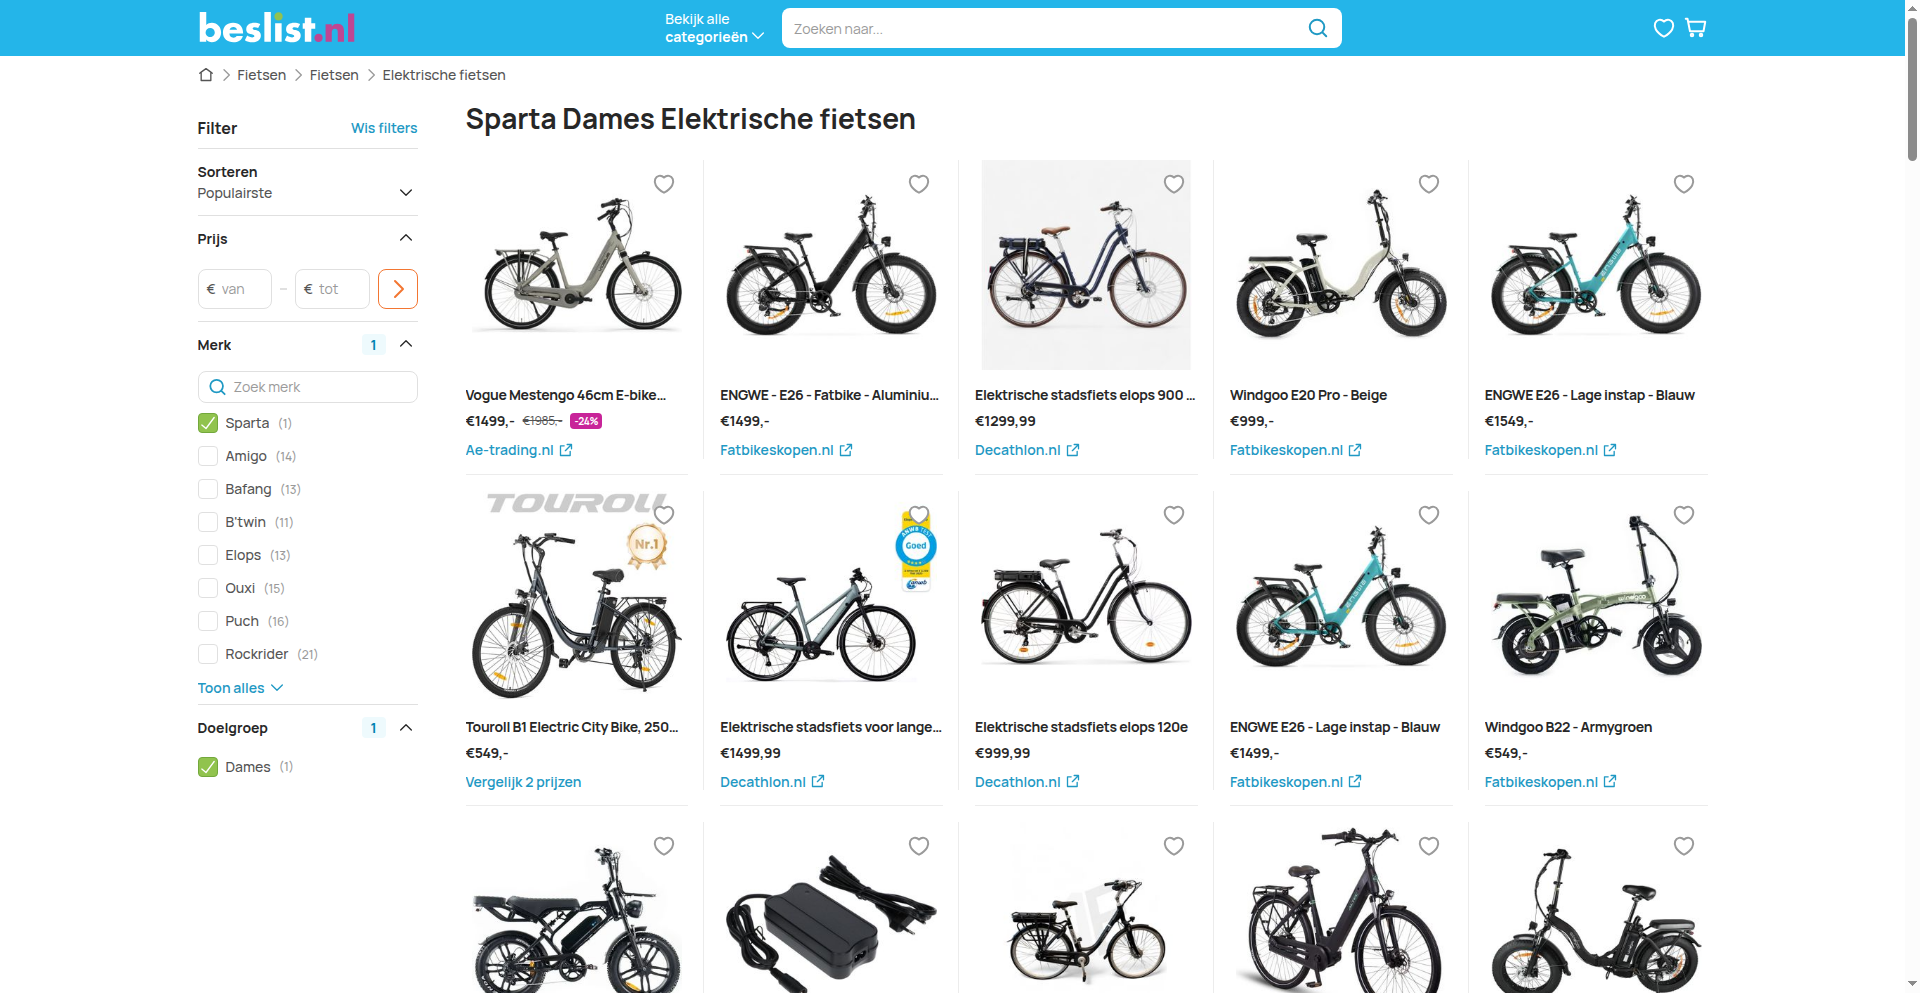 beslist.nl
Bekijk alle
categorieën
Zoeken naar...
Fietsen
Fietsen
Elektrische fietsen
Filter
Wis filters
Sorteren
Populairste
Prijs
€ van
–
€ tot
Merk
1
Zoek merk
Sparta (1)
Amigo (14)
Bafang (13)
B'twin (11)
Elops (13)
Ouxi (15)
Puch (16)
Rockrider (21)
Toon alles
Doelgroep
1
Dames (1)
Sparta Dames Elektrische fietsen
Vogue Mestengo 46cm E-bike...
€1499,- €1985,- -24%
Ae-trading.nl
ENGWE - E26 - Fatbike - Aluminiu...
€1499,-
Fatbikeskopen.nl
Elektrische stadsfiets elops 900 ...
€1299,99
Decathlon.nl
Windgoo E20 Pro - Beige
€999,-
Fatbikeskopen.nl
ENGWE E26 - Lage instap - Blauw
€1549,-
Fatbikeskopen.nl
TOUROLL
Nr.1
Touroll B1 Electric City Bike, 250...
€549,-
Vergelijk 2 prijzen
Goed
Elektrische stadsfiets voor lange...
€1499,99
Decathlon.nl
Elektrische stadsfiets elops 120e
€999,99
Decathlon.nl
ENGWE E26 - Lage instap - Blauw
€1499,-
Fatbikeskopen.nl
Windgoo B22 - Armygroen
€549,-
Fatbikeskopen.nl